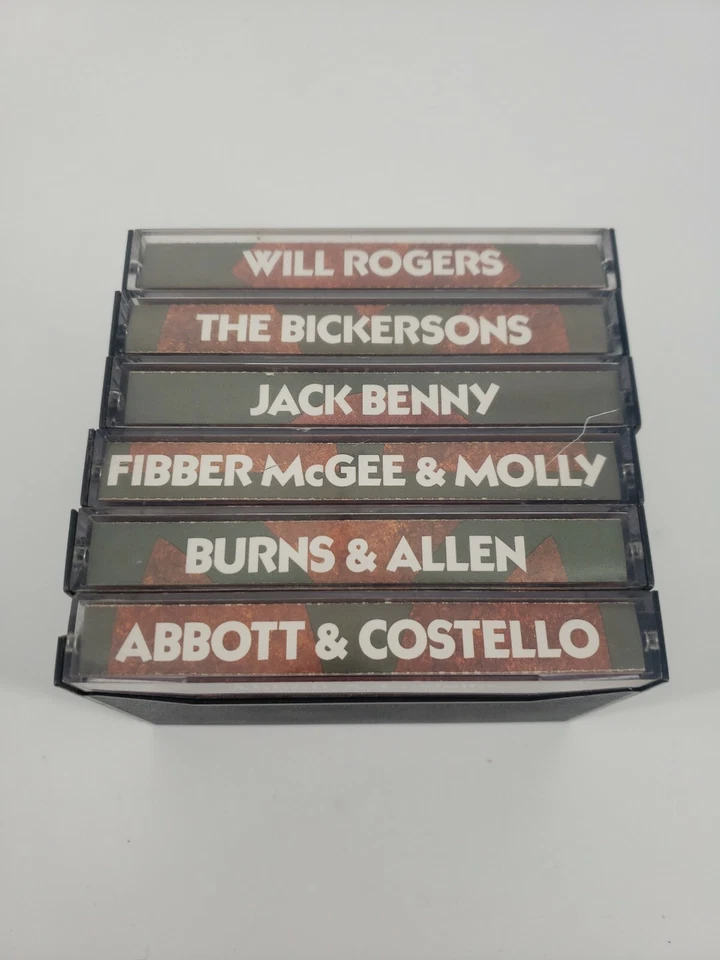 WILL ROGERS
THE BICKERSONS
JACK BENNY
FIBBER McGEE & MOLLY
BURNS & ALLEN
ABBOTT & COSTELLO